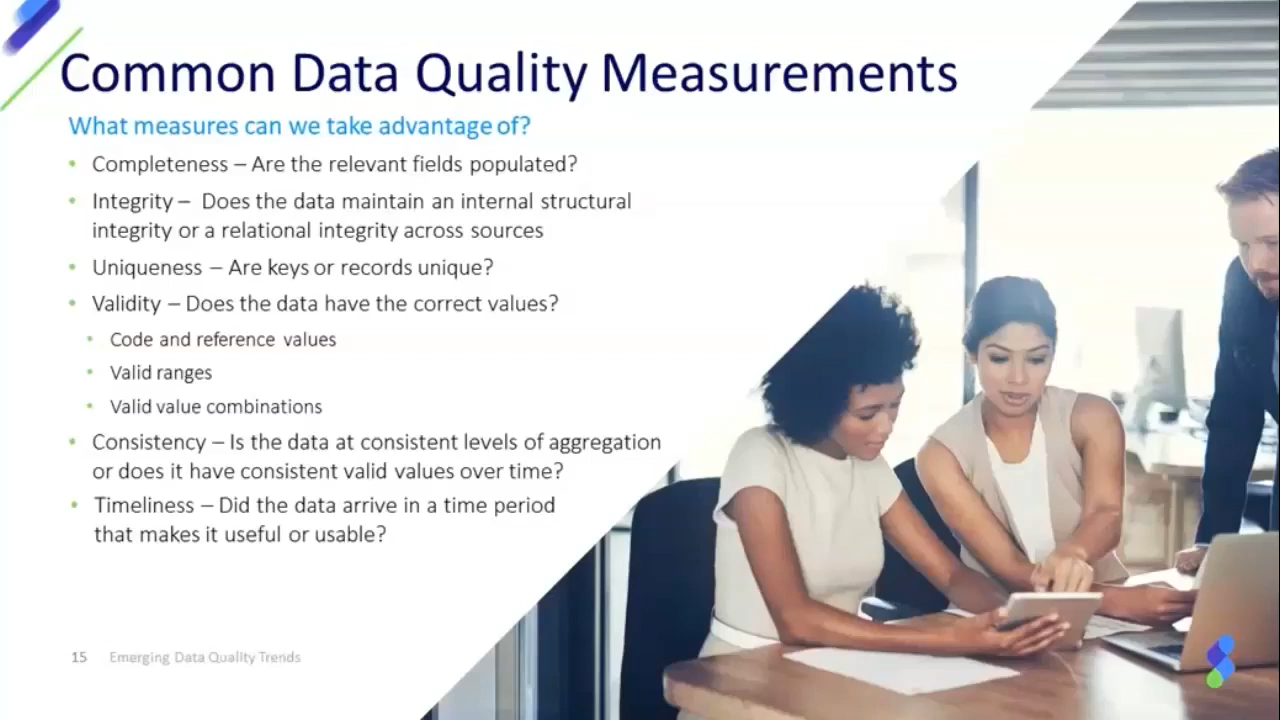 Common Data Quality Measurements
What measures can we take advantage of?
• Completeness – Are the relevant fields populated?
• Integrity – Does the data maintain an internal structural
integrity or a relational integrity across sources
• Uniqueness – Are keys or records unique?
• Validity – Does the data have the correct values?
• Code and reference values
• Valid ranges
• Valid value combinations
• Consistency – Is the data at consistent levels of aggregation
or does it have consistent valid values over time?
• Timeliness – Did the data arrive in a time period
that makes it useful or usable?
15 Emerging Data Quality Trends